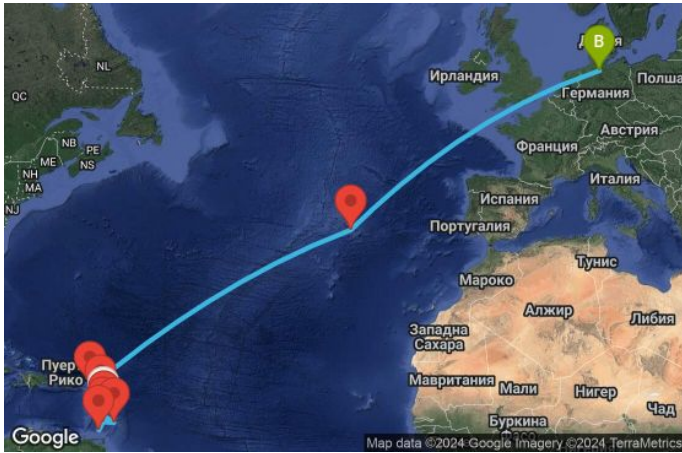 Дания
B
NL
Ирландия
Полша
QC
Германия
Австрия
NB
PE
Франция
ME
NS
NH
MA
Италия
NJ
Испания
Португалия
Тунис
Мароко
Алжир
Либия
Западна
Сахара
Пуерто
Рико
Мавритания
Мали
Нигер
Чад
Буркина
Google
Map data ©2024 Google Imagery ©2024 TerraMetrics